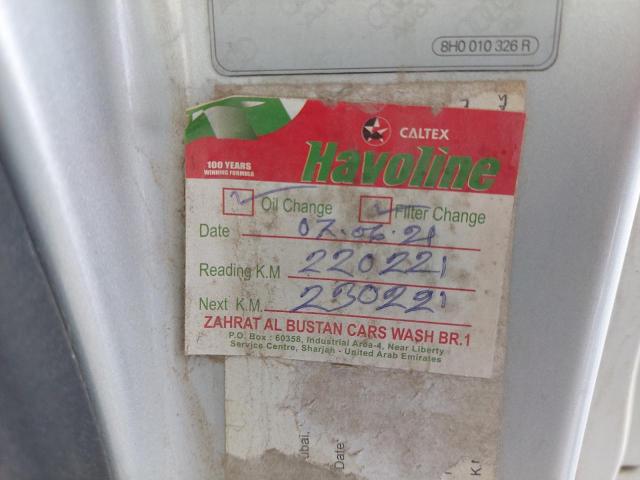 8H0 010 326 R
CALTEX
Havoline
100 YEARS
WINNING FORMULA
Oil Change Filter Change
Date 07.06.21
Reading K.M 220221
Next K.M. 230221
ZAHRAT AL BUSTAN CARS WASH BR.1
P.O. Box : 60358, Industrial Area-4, Near Liberty
Service Centre, Sharjah - United Arab Emirates
Date: